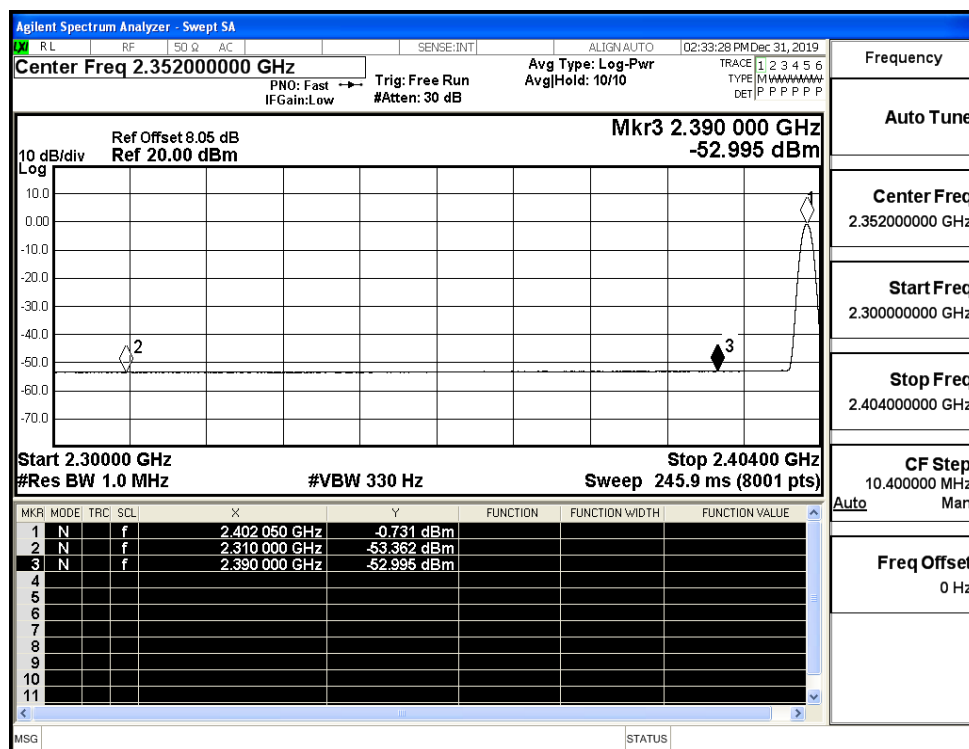 Agilent Spectrum Analyzer - Swept SA
LXI RL RF 50 Ω AC SENSE:INT ALIGN AUTO 02:33:28 PM Dec 31, 2019
Center Freq 2.352000000 GHz
PNO: Fast
IFGain:Low
Trig: Free Run
#Atten: 30 dB
Avg Type: Log-Pwr
Avg|Hold: 10/10
TRACE 1 2 3 4 5 6
TYPE M W W W W W
DET P P P P P P
Ref Offset 8.05 dB
Ref 20.00 dBm
10 dB/div
Log
Mkr3 2.390 000 GHz
-52.995 dBm
10.0
0.00
-10.0
-20.0
-30.0
-40.0
-50.0
-60.0
-70.0
1
2
3
Start 2.30000 GHz Stop 2.40400 GHz
#Res BW 1.0 MHz #VBW 330 Hz Sweep 245.9 ms (8001 pts)
MKR MODE TRC SCL X Y FUNCTION FUNCTION WIDTH FUNCTION VALUE
1 N f 2.402 050 GHz -0.731 dBm
2 N f 2.310 000 GHz -53.362 dBm
3 N f 2.390 000 GHz -52.995 dBm
4
5
6
7
8
9
10
11
MSG STATUS
Frequency
Auto Tune
Center Freq
2.352000000 GHz
Start Freq
2.300000000 GHz
Stop Freq
2.404000000 GHz
CF Step
10.400000 MHz
Auto Man
Freq Offset
0 Hz